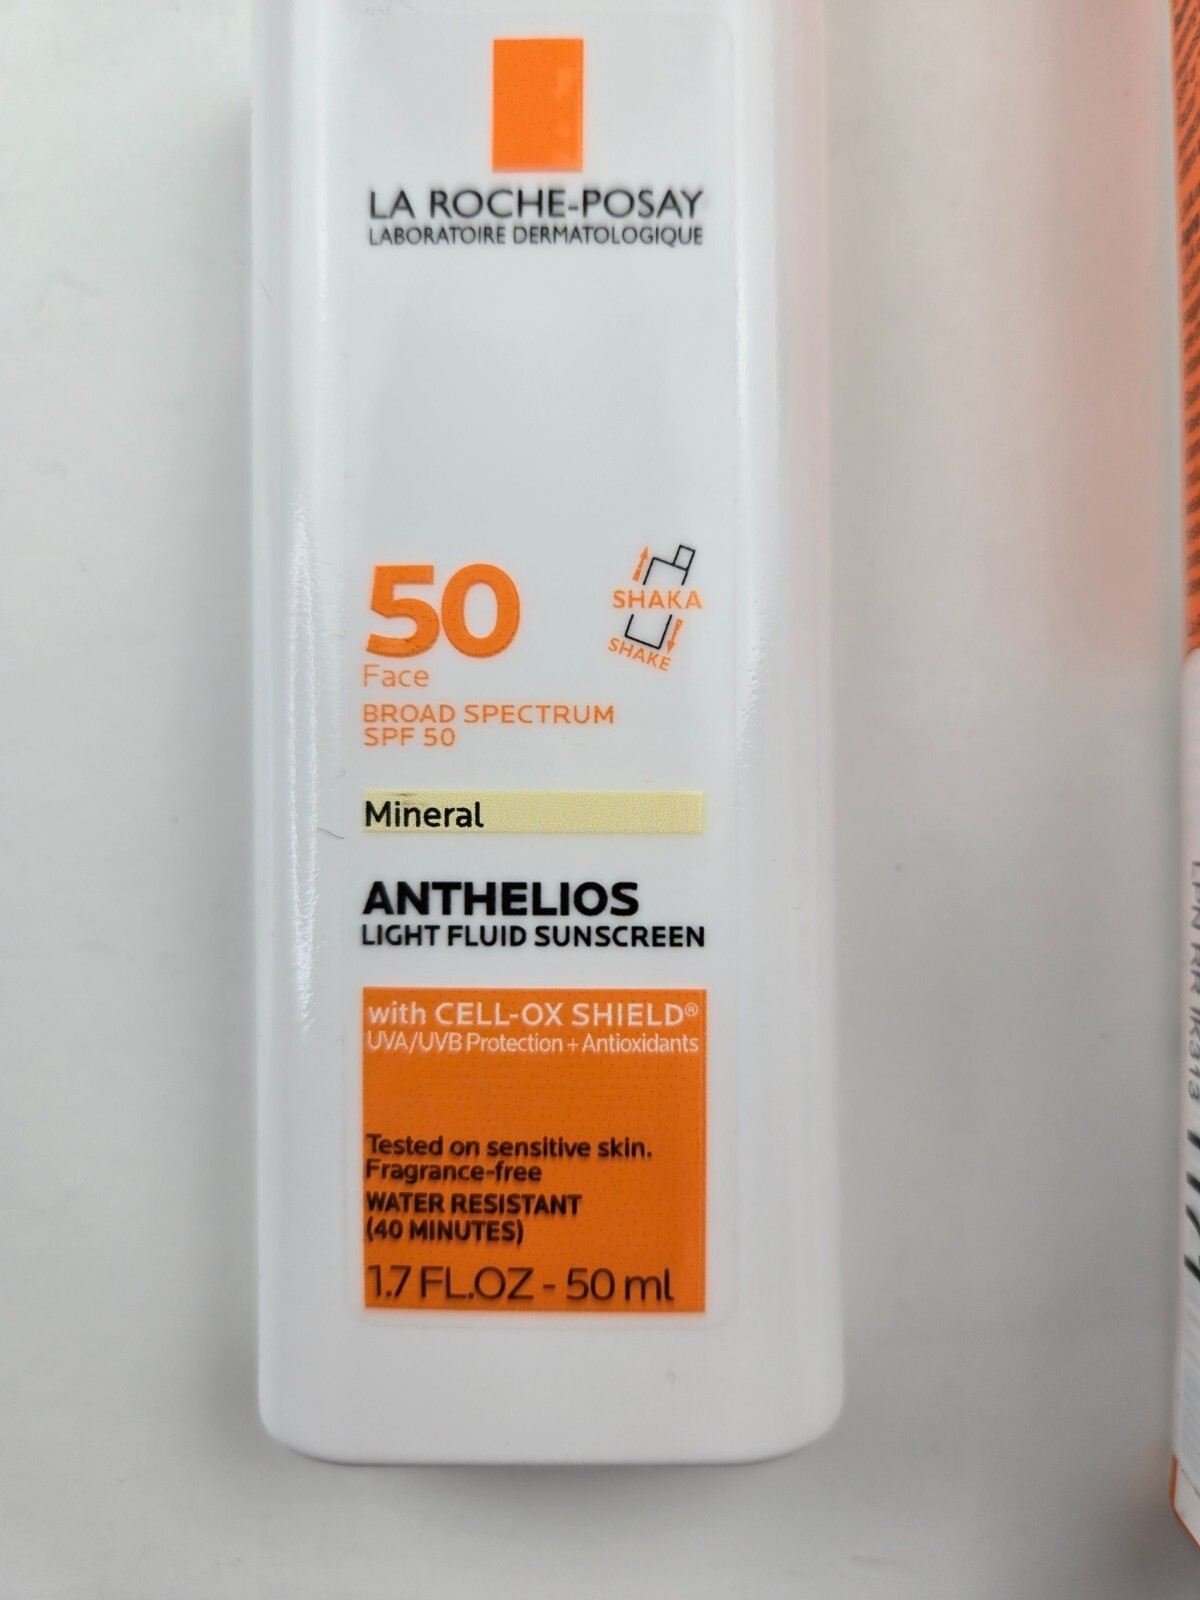 LA ROCHE-POSAY
LABORATOIRE DERMATOLOGIQUE
50
SHAKA
SHAKE
Face
BROAD SPECTRUM
SPF 50
Mineral
ANTHELIOS
LIGHT FLUID SUNSCREEN
with CELL-OX SHIELD®
UVA/UVB Protection + Antioxidants
Tested on sensitive skin.
Fragrance-free
WATER RESISTANT
(40 MINUTES)
1.7 FL.OZ - 50 ml